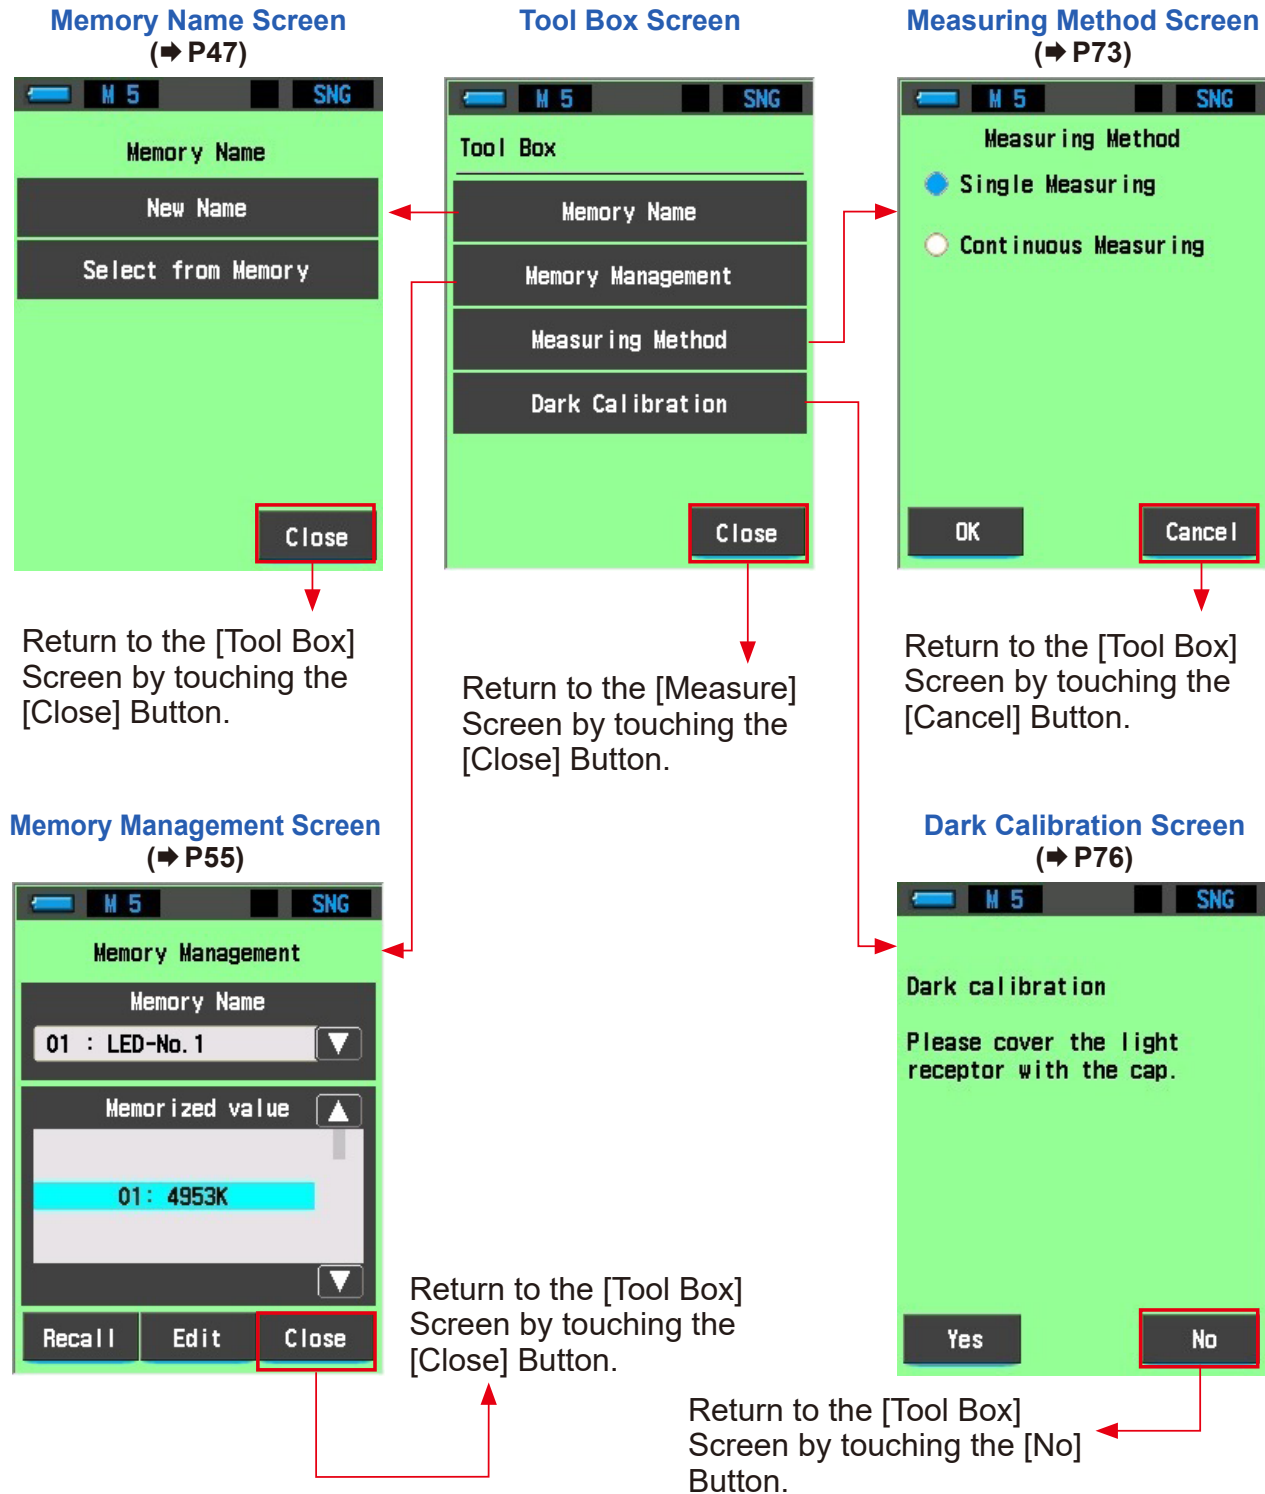 Memory Name Screen
(➡ P47)
M 5
SNG
Memory Name
New Name
Select from Memory
Close
Return to the [Tool Box]
Screen by touching the
[Close] Button.
Tool Box Screen
M 5
SNG
Tool Box
Memory Name
Memory Management
Measuring Method
Dark Calibration
Close
Return to the [Measure]
Screen by touching the
[Close] Button.
Measuring Method Screen
(➡ P73)
M 5
SNG
Measuring Method
Single Measuring
Continuous Measuring
OK
Cancel
Return to the [Tool Box]
Screen by touching the
[Cancel] Button.
Memory Management Screen
(➡ P55)
M 5
SNG
Memory Management
Memory Name
01 : LED-No.1
Memorized value
01: 4953K
Recall
Edit
Close
Return to the [Tool Box]
Screen by touching the
[Close] Button.
Dark Calibration Screen
(➡ P76)
M 5
SNG
Dark calibration
Please cover the light
receptor with the cap.
Yes
No
Return to the [Tool Box]
Screen by touching the [No]
Button.